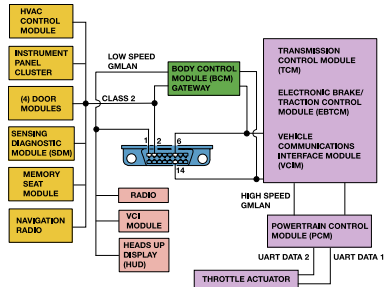 HVAC
CONTROL
MODULE
INSTRUMENT
PANEL
CLUSTER
(4) DOOR
MODULES
SENSING
DIAGNOSTIC
MODULE (SDM)
MEMORY
SEAT
MODULE
NAVIGATION
RADIO
LOW SPEED
GMLAN
CLASS 2
BODY CONTROL
MODULE (BCM)
GATEWAY
1 2 6
14
RADIO
VCI
MODULE
HEADS UP
DISPLAY
(HUD)
TRANSMISSION
CONTROL MODULE
(TCM)
ELECTRONIC BRAKE/
TRACTION CONTROL
MODULE (EBTCM)
VEHICLE
COMMUNICATIONS
INTERFACE MODULE
(VCIM)
HIGH SPEED
GMLAN
POWERTRAIN CONTROL
MODULE (PCM)
UART DATA 2 UART DATA 1
THROTTLE ACTUATOR